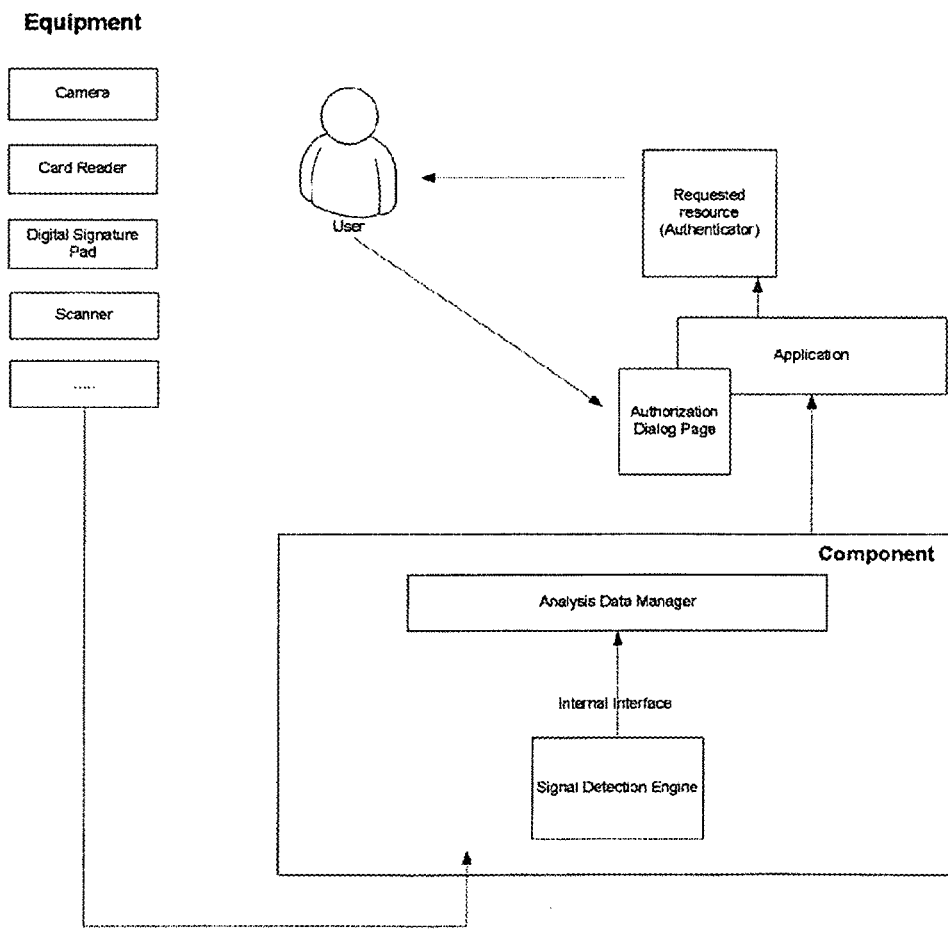 Equipment
Camera
Card Reader
Digital Signature
Pad
Scanner
.....
User
Requested
resource
(Authenticator)
Application
Authorization
Dialog Page
Component
Analysis Data Manager
Internal Interface
Signal Detection Engine